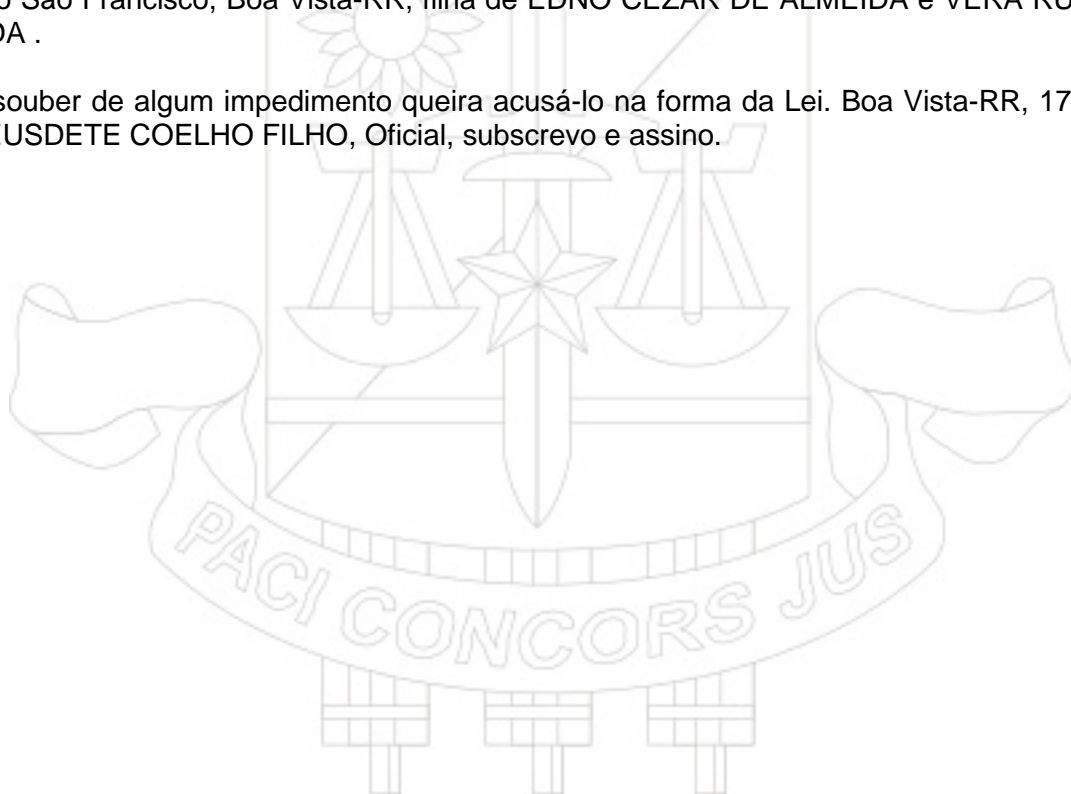 o São Francisco, Boa Vista-RR, filha de EDNO CEZAR DE ALMEIDA e VERA RU
DA .
souber de algum impedimento queira acusá-lo na forma da Lei. Boa Vista-RR, 17
EUSDETE COELHO FILHO, Oficial, subscrevo e assino.
PACI CONCORS JUS